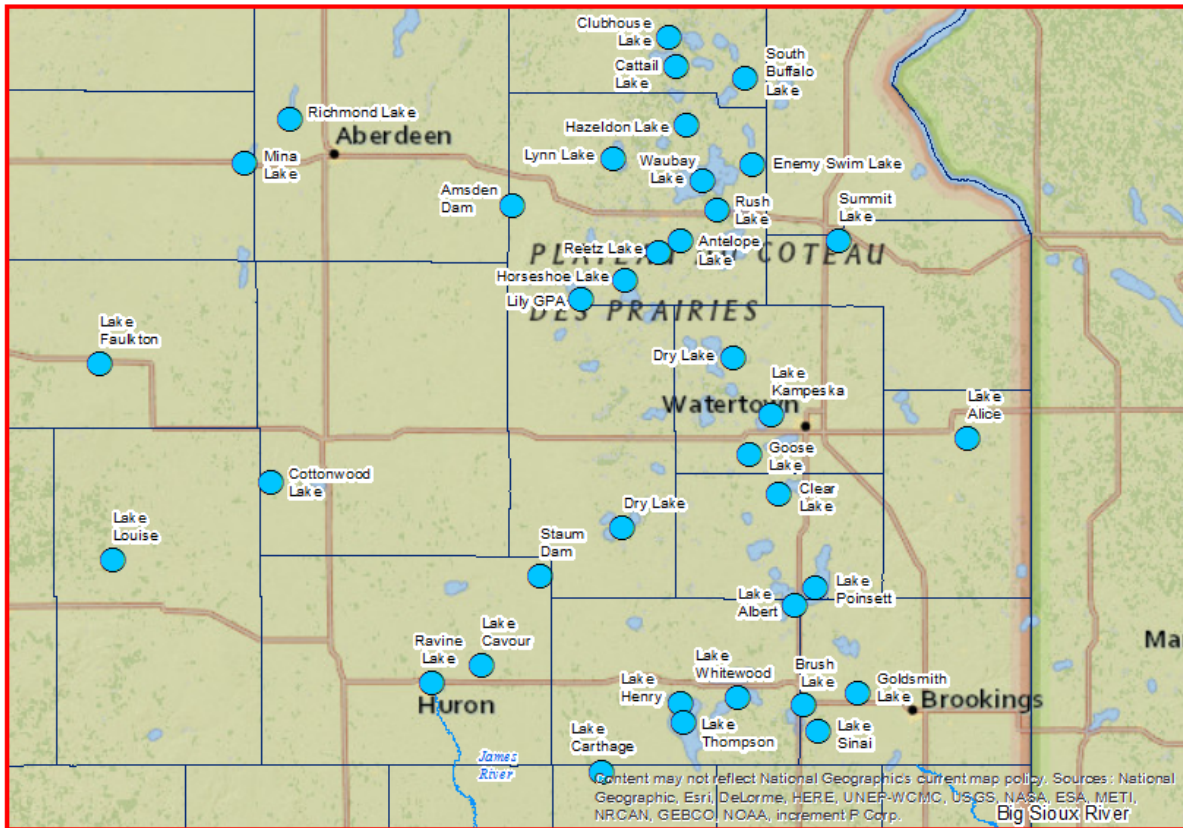 Clubhouse
Lake
Cattail
Lake
South
Buffalo
Lake
Richmond Lake
Aberdeen
Hazeldon Lake
Mina
Lake
Lynn Lake
Waubay
Lake
Enemy Swim Lake
Amsden
Dam
Rush
Lake
Summit
Lake
Reetz Lake
Antelope
Lake
PLATEAU DU COTEAU
Horseshoe Lake
Lily GPA
DES PRAIRIES
Lake
Faulkton
Dry Lake
Lake
Kampeska
Watertown
Lake
Alice
Goose
Lake
Cottonwood
Lake
Clear
Lake
Dry Lake
Lake
Louise
Staum
Dam
Lake
Poinsett
Lake
Albert
Ravine
Lake
Lake
Cavour
Lake
Whitewood
Brush
Lake
Goldsmith
Lake
Lake
Henry
Huron
Brookings
Ma
Lake
Thompson
Lake
Sinai
Lake
Carthage
James
River
Content may not reflect National Geographic's current map policy. Sources: National
Geographic, Esri, DeLorme, HERE, UNEP-WCMC, USGS, NASA, ESA, METI,
NRCAN, GEBCO, NOAA, increment P Corp.
Big Sioux River